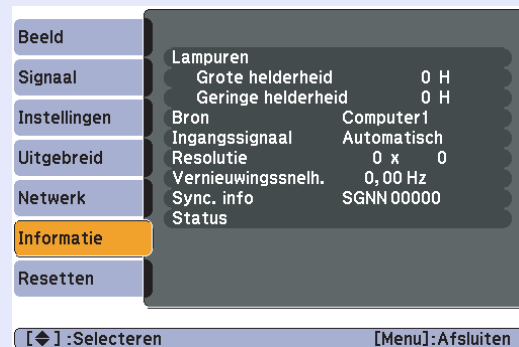 Beeld
Signaal
Instellingen
Uitgebreid
Netwerk
Informatie
Resetten
Lampuren
Grote helderheid 0 H
Geringe helderheid 0 H
Bron Computer1
Ingangssignaal Automatisch
Resolutie 0 x 0
Vernieuwingssnelh. 0,00 Hz
Sync. info SGNN 00000
Status
[◆] :Selecteren [Menu]:Afsluiten